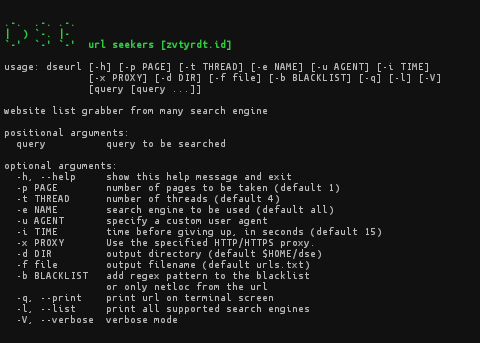 url seekers [zvtyrdt.id]
usage: dseurl [-h] [-p PAGE] [-t THREAD] [-e NAME] [-u AGENT] [-i TIME]
[-x PROXY] [-d DIR] [-f file] [-b BLACKLIST] [-q] [-l] [-V]
[query [query ...]]
website list grabber from many search engine
positional arguments:
query query to be searched
optional arguments:
-h, --help show this help message and exit
-p PAGE number of pages to be taken (default 1)
-t THREAD number of threads (default 4)
-e NAME search engine to be used (default all)
-u AGENT specify a custom user agent
-i TIME time before giving up, in seconds (default 15)
-x PROXY Use the specified HTTP/HTTPS proxy.
-d DIR output directory (default $HOME/dse)
-f file output filename (default urls.txt)
-b BLACKLIST add regex pattern to the blacklist
or only netloc from the url
-q, --print print url on terminal screen
-l, --list print all supported search engines
-V, --verbose verbose mode